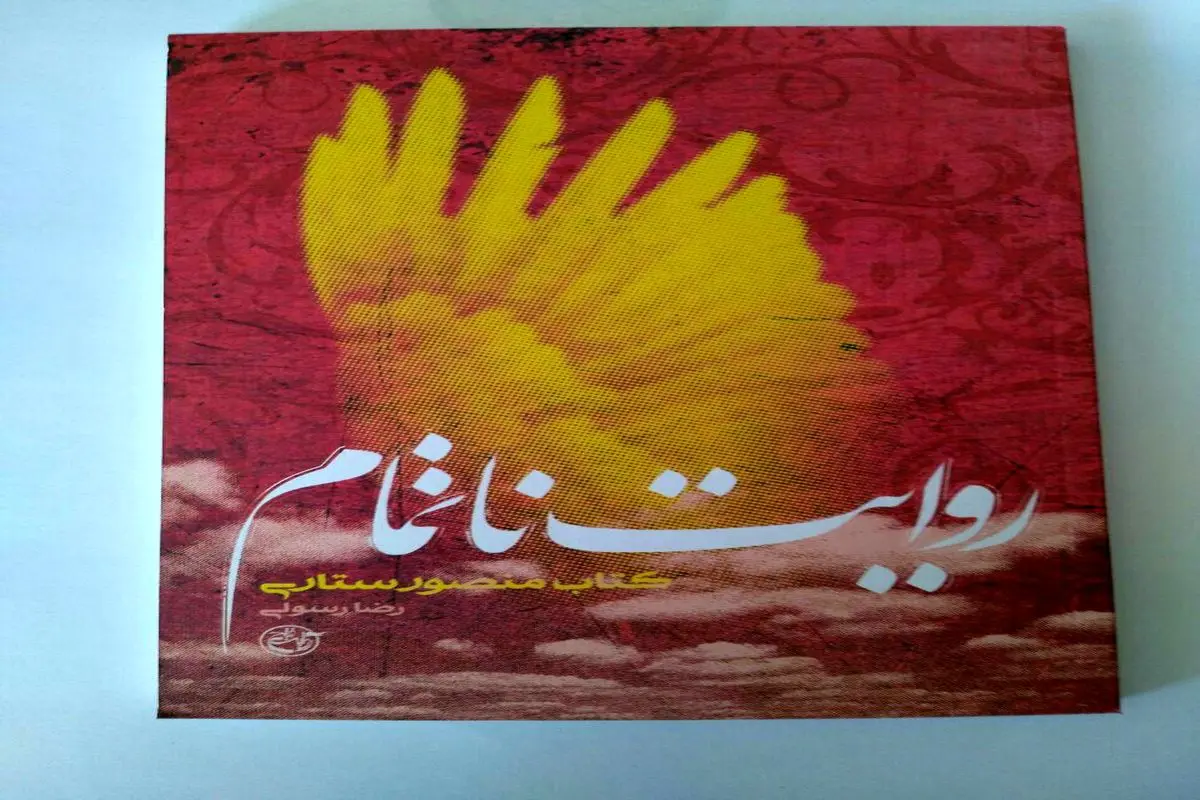 روایت ناتمام
کتاب منصور ستاری
رضا رسولی